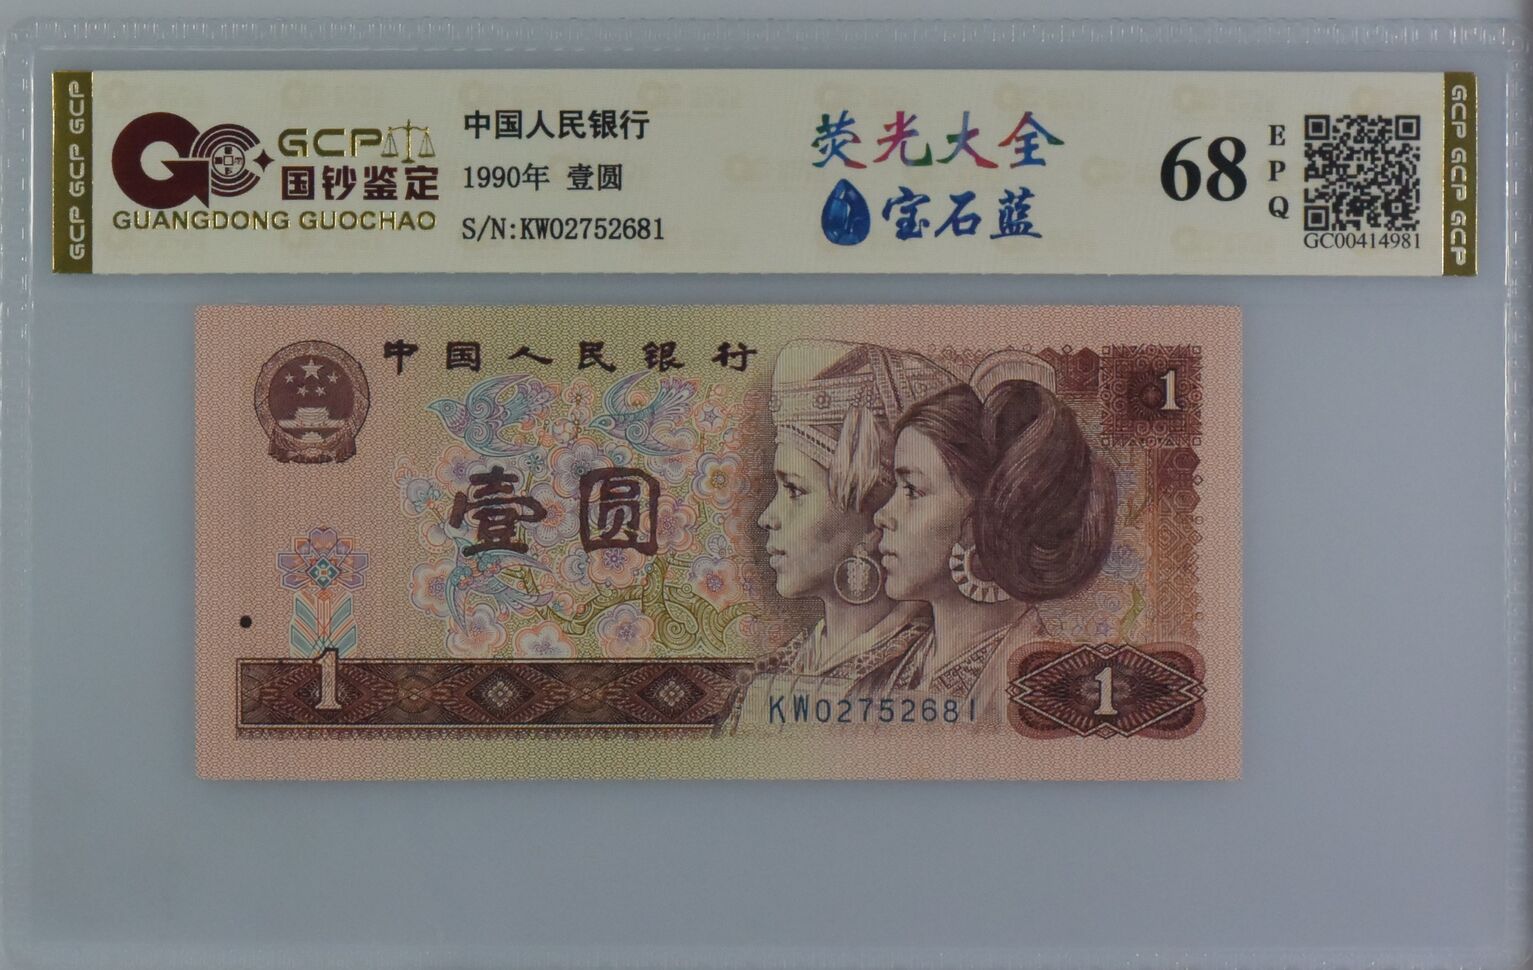 GCP GCP GCP
GCP
国钞鉴定
GUANGDONG GUOCHAO
中国人民银行
1990年 壹圆
S/N:KW02752681
荧光大全
宝石蓝
68
EPQ
GC00414981
GCP GCP GCP
中国人民银行
1
壹圆
1
KW02752681
1